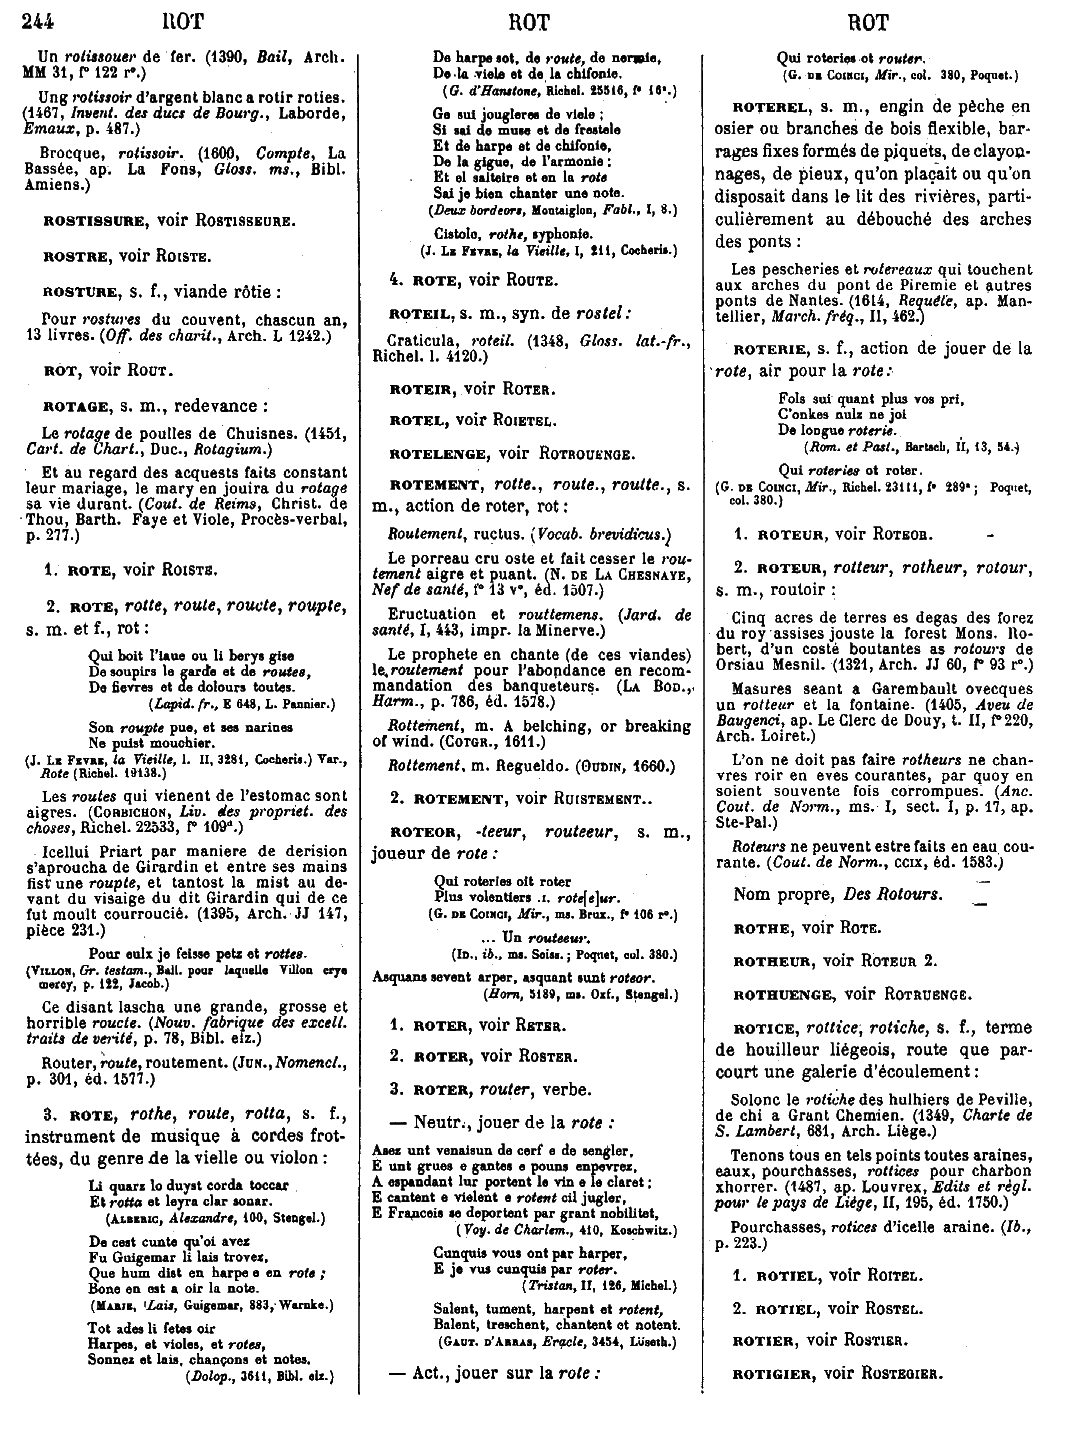 244 ROT ROT ROT
Un rotissouer de fer. (1390, Bail, Arch.
MM 31, f° 122 r°.)
Ung rotissoir d'argent blanc a rotir roties.
(1467, Invent. des ducs de Bourg., Laborde,
Emaux, p. 487.)
Brocque, rotissoir. (1600, Compte, La
Bassée, ap. La Fons, Gloss. ms., Bibl.
Amiens.)
ROSTISSURE, voir ROSTISSEURE.
ROSTRE, voir ROISTE.
ROSTURE, s. f., viande rôtie :
Pour rostures du couvent, chascun an,
13 livres. (Off. des charit., Arch. L 1242.)
ROT, voir ROUT.
ROTAGE, s. m., redevance :
Le rotage de poulles de Chuisnes. (1451,
Cart. de Chart., Duc., Rotagium.)
Et au regard des acquests faits constant
leur mariage, le mary en jouira du rotage
sa vie durant. (Cout. de Reims, Christ. de
Thou, Barth. Faye et Viole, Procès-verbal,
p. 277.)
1. ROTE, voir ROISTE.
2. ROTE, rotte, route, roucte, roupte,
s. m. et f., rot :
Qui boit l'iaue ou li berys gise
De soupirs le garde et de routes,
De fievres et de dolours toutes.
(Lapid. fr., E 648, L. Pannier.)
Son roupte pue, et ses narines
Ne puist mouchier.
(J. LE FEVRE, la Vieille, l. II, 3281, Cocheris.) Var.,
Rote (Richel. 19138.)
Les routes qui vienent de l'estomac sont
aigres. (CORBICHON, Liv. des propriet. des
choses, Richel. 22533, f° 109d.)
Icellui Priart par maniere de derision
s'aproucha de Girardin et entre ses mains
fist une roupte, et tantost la mist au de-
vant du visaige du dit Girardin qui de ce
fut moult courroucié. (1395, Arch. JJ 147,
pièce 231.)
Pour eulx je feisse petz et rottes.
(VILLON, Gr. testam., Ball. pour laquelle Villon crye
mercy, p. 122, Jacob.)
Ce disant lascha une grande, grosse et
horrible roucte. (Nouv. fabrique des excell.
traits de verité, p. 78, Bibl. elz.)
Router, route, routement. (JUN., Nomencl.,
p. 301, éd. 1577.)
3. ROTE, rothe, route, rotta, s. f.,
instrument de musique à cordes frot-
tées, du genre de la vielle ou violon :
Li quarz lo duyst corda toccar
Et rotta et leyra clar sonar.
(ALBERIC, Alexandre, 100, Stengel.)
De cest cunte qu'oi avez
Fu Guigemar li lais trovez,
Que hum dist en harpe e en rote ;
Bone en est a oir la note.
(MARIE, Lais, Guigemar, 883, Warnke.)
Tot ades li fetes oir
Harpes, et violes, et rotes,
Sonnez et lais, chançons et notes.
(Dolop., 3611, Bibl. elz.)
De harpe sot, de route, de
De la viele et de la chifonie.
(G. d'Hanstone, Richel. 25516, f° 16°.)
Ge sui jougleres de viele ;
Si sai de muse et de frestele
Et de harpe et de chifonie,
De la gigue, de l'armonie ;
Et el salteire et en la rote
Sai je bien chanter une note.
(Deux bordeors, Montaiglon, Fabl., I, 8.)
Cistole, rothe, syphonie.
(J. LE FEVRE, la Vieille, I, 211, Cocheris.)
4. ROTE, voir ROUTE.
ROTEIL, s. m., syn. de rostel :
Craticula, roteil. (1348, Gloss. lat.-fr.,
Richel. l. 4120.)
ROTEIR, voir ROTER.
ROTEL, voir ROIETEL.
ROTELENGE, voir ROTROUENGE.
ROTEMENT, rotte., route., routte., s.
m., action de roter, rot :
Routement, ructus. (Vocab. brevidicus.)
Le porreau cru oste et fait cesser le rou-
tement aigre et puant. (N. DE LA CHESNAYE,
Nef de santé, f° 13 v°, éd. 1507.)
Eructuation et routtemens. (Jard. de
santé, I, 443, impr. la Minerve.)
Le prophete en chante (de ces viandes)
le routement pour l'abondance en recom-
mandation des banqueteurs. (LA BOD.,
Harm., p. 786, éd. 1578.)
Rottement, m. A belching, or breaking
of wind. (COTGR., 1611.)
Rottement, m. Regueldo. (OUDIN, 1660.)
2. ROTEMENT, voir RUISTEMENT..
ROTEOR, -teeur, routeeur, s. m.,
joueur de rote :
Qui roteries oit roter
Plus volentiers .I. rote[e]ur.
(G. DE COINCI, Mir., ms. Brux., f° 106 r°.)
... Un routeeur.
(ID., ib., ms. Soiss. ; Poquet, col. 380.)
Asquans sevent arper, asquant sunt roteor.
(Horn, 5189, ms. Oxf., Stengel.)
1. ROTER, voir RETER.
2. ROTER, voir ROSTER.
3. ROTER, router, verbe.
— Neutr., jouer de la rote :
Asez unt venaisun de cerf e de sengler,
E unt grues e gantes e pouns enpevrez,
A espandant lur portent le vin e le claret ;
E cantent e vielent e rotent cil jugler,
E Franceis se deportent par grant nobilitet,
(Voy. de Charlem., 410, Koschwitz.)
Cunquis vous ont par harper,
E je vus cunquis par roter.
(Tristan, II, 126, Michel.)
Salent, tument, harpent et rotent,
Balent, treschent, chantent et notent.
(GAUT. D'ARRAS, Eracle, 3454, Löseth.)
— Act., jouer sur la rote :
Qui roteries ot router.
(G. DE COINCI, Mir., col. 380, Poquet.)
ROTEREL, s. m., engin de pêche en
osier ou branches de bois flexible, bar-
rages fixes formés de piquets, de clayon-
nages, de pieux, qu'on plaçait ou qu'on
disposait dans le lit des rivières, parti-
culièrement au débouché des arches
des ponts :
Les pescheries et rotereaux qui touchent
aux arches du pont de Piremie et autres
ponts de Nantes. (1614, Requête, ap. Man-
tellier, March. fréq., II, 462.)
ROTERIE, s. f., action de jouer de la
rote, air pour la rote :
Fols sui quant plus vos pri,
C'onkes nulz ne joi
De longue roterie.
(Rom. et Past., Bartsch, II, 13, 54.)
Qui roteries ot roter.
(G. DE COINCI, Mir., Richel. 23111, f° 289a ; Poquet,
col. 380.)
1. ROTEUR, voir ROTEOR.
2. ROTEUR, rotteur, rotheur, rotour,
s. m., routoir :
Cinq acres de terres es degas des forez
du roy assises jouste la forest Mons. Ro-
bert, d'un costé boutantes as rotours de
Orsiau Mesnil. (1321, Arch. JJ 60, f° 93 r°.)
Masures seant a Garembault ovecques
un rotteur et la fontaine. (1405, Aveu de
Baugenci, ap. Le Clerc de Douy, t. II, f° 220,
Arch. Loiret.)
L'on ne doit pas faire rotheurs ne chan-
vres roir en eves courantes, par quoy en
soient souvente fois corrompues. (Anc.
Cout. de Norm., ms. I, sect. I, p. 17, ap.
Ste-Pal.)
Roteurs ne peuvent estre faits en eau cou-
rante. (Cout. de Norm., CCIX, éd. 1583.)
Nom propre, Des Rotours.
ROTHE, voir ROTE.
ROTHEUR, voir ROTEUR 2.
ROTHUENGE, voir ROTRUENGE.
ROTICE, rottice, rotiche, s. f., terme
de houilleur liégeois, route que par-
court une galerie d'écoulement :
Solonc le rotiche des hulhiers de Peville,
de chi a Grant Chemien. (1349, Charte de
S. Lambert, 681, Arch. Liège.)
Tenons tous en tels points toutes araines,
eaux, pourchasses, rottices pour charbon
xhorrer. (1487, ap. Louvrex, Edits et régl.
pour le pays de Liége, II, 195, éd. 1750.)
Pourchasses, rotices d'icelle araine. (Ib.,
p. 223.)
1. ROTIEL, voir ROITEL.
2. ROTIEL, voir ROSTEL.
ROTIER, voir ROSTIER.
ROTIGIER, voir ROSTEGIER.